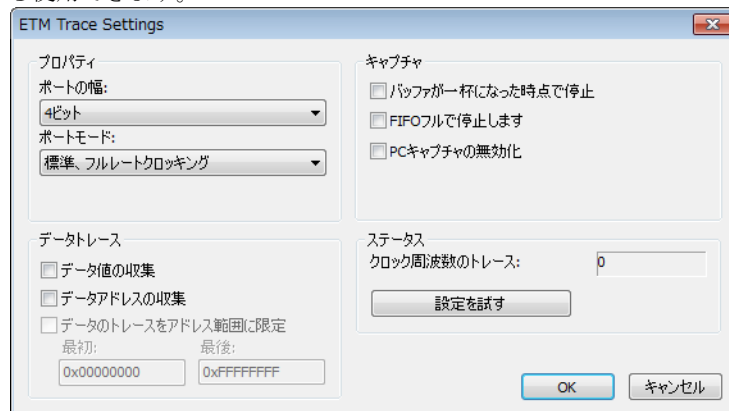 ETM Trace Settings
プロパティ
ポートの幅:
4ビット
ポートモード:
標準、フルレートクロッキング
キャプチャ
バッファが一杯になった時点で停止
FIFOフルで停止します
PCキャプチャの無効化
データトレース
データ値の収集
データアドレスの収集
データのトレースをアドレス範囲に限定
最初: 最後:
0x00000000 0xFFFFFFFF
ステータス
クロック周波数のトレース: 0
設定を試す
OK キャンセル